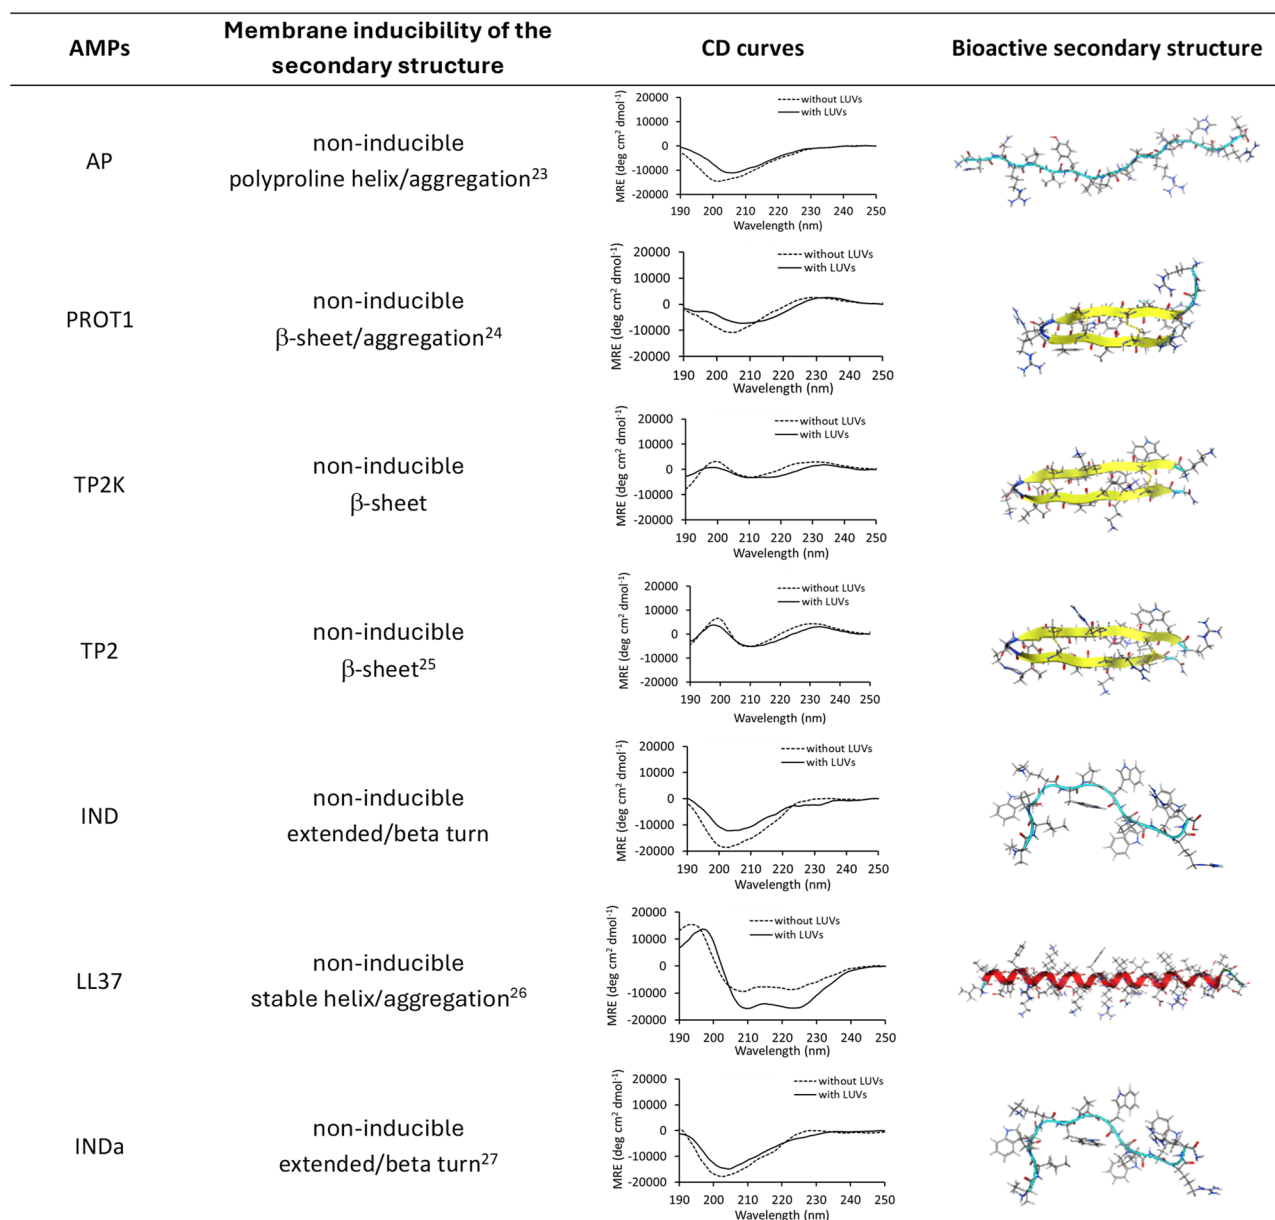 AMPs
Membrane inducibility of the
secondary structure
CD curves
Bioactive secondary structure
AP
non-inducible
polyproline helix/aggregation²³
MRE (deg cm² dmol⁻¹)
20000
10000
0
-10000
-20000
without LUVs
with LUVs
190 200 210 220 230 240 250
Wavelength (nm)
PROT1
non-inducible
β-sheet/aggregation²⁴
MRE (deg cm² dmol⁻¹)
20000
10000
0
-10000
-20000
without LUVs
with LUVs
190 200 210 220 230 240 250
Wavelength (nm)
TP2K
non-inducible
β-sheet
MRE (deg cm² dmol⁻¹)
20000
10000
0
-10000
-20000
without LUVs
with LUVs
190 200 210 220 230 240 250
Wavelength (nm)
TP2
non-inducible
β-sheet²⁵
MRE (deg cm² dmol⁻¹)
20000
10000
0
-10000
-20000
without LUVs
with LUVs
190 200 210 220 230 240 250
Wavelength (nm)
IND
non-inducible
extended/beta turn
MRE (deg cm² dmol⁻¹)
20000
10000
0
-10000
-20000
without LUVs
with LUVs
190 200 210 220 230 240 250
Wavelength (nm)
LL37
non-inducible
stable helix/aggregation²⁶
MRE (deg cm² dmol⁻¹)
20000
10000
0
-10000
-20000
without LUVs
with LUVs
190 200 210 220 230 240 250
Wavelength (nm)
INDa
non-inducible
extended/beta turn²⁷
MRE (deg cm² dmol⁻¹)
20000
10000
0
-10000
-20000
without LUVs
with LUVs
190 200 210 220 230 240 250
Wavelength (nm)